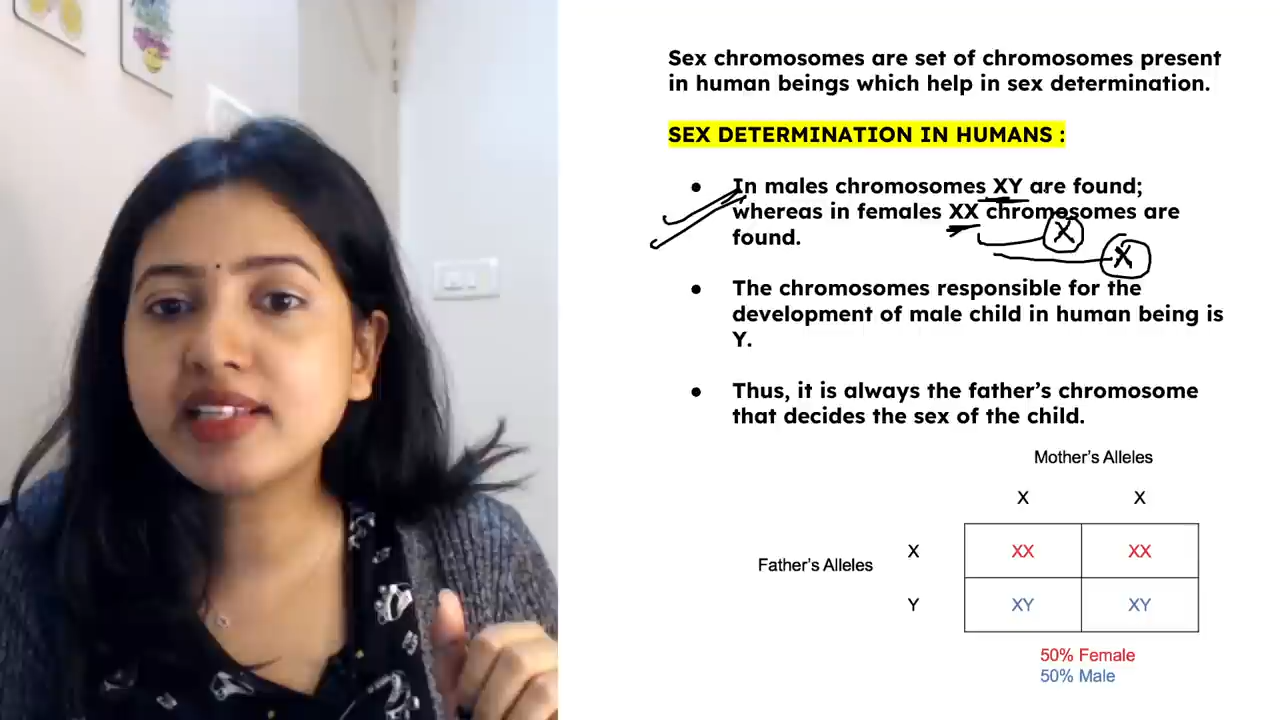 Sex chromosomes are set of chromosomes present
in human beings which help in sex determination.
SEX DETERMINATION IN HUMANS :
● In males chromosomes XY are found;
whereas in females XX chromosomes are
found.
X
X
● The chromosomes responsible for the
development of male child in human being is
Y.
● Thus, it is always the father's chromosome
that decides the sex of the child.
Mother's Alleles
X X
X XX XX
Father's Alleles
Y XY XY
50% Female
50% Male